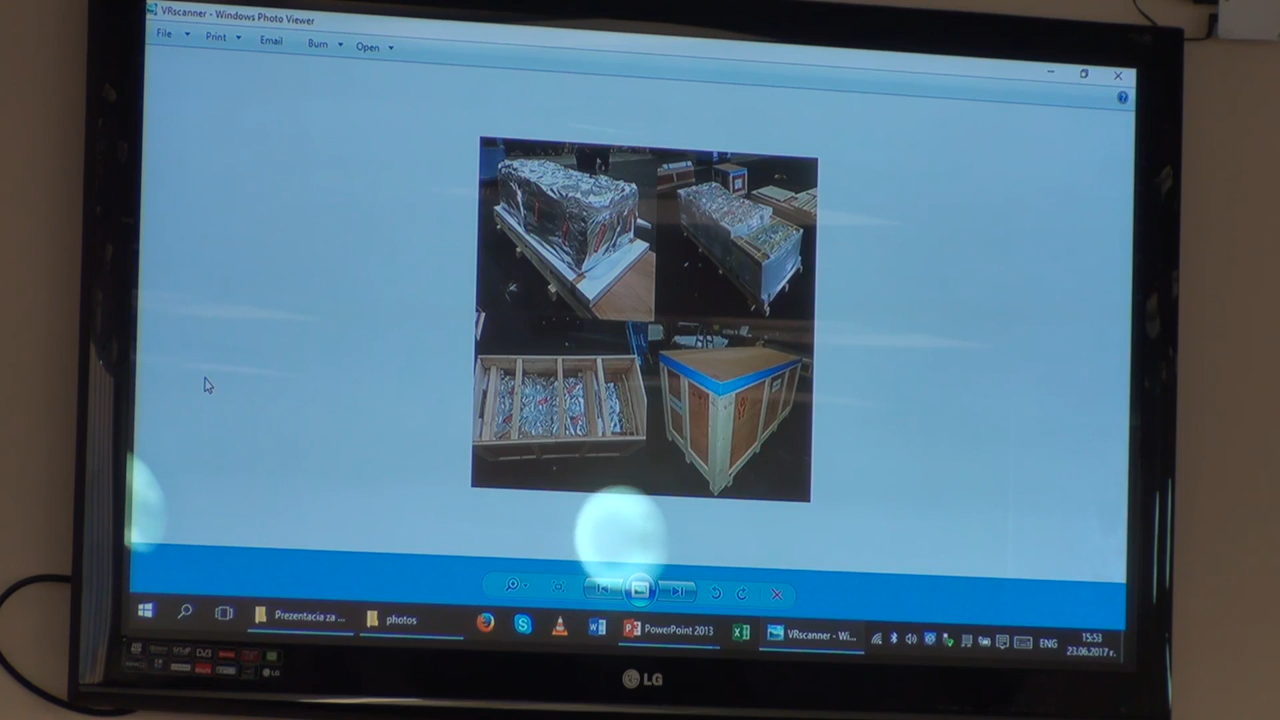 VRscanner - Windows Photo Viewer
File Print Email Burn Open
Prezentacia za ...
photos
PowerPoint 2013
VRscanner - Wi...
ENG
15:53
23.06.2017 г.
LG